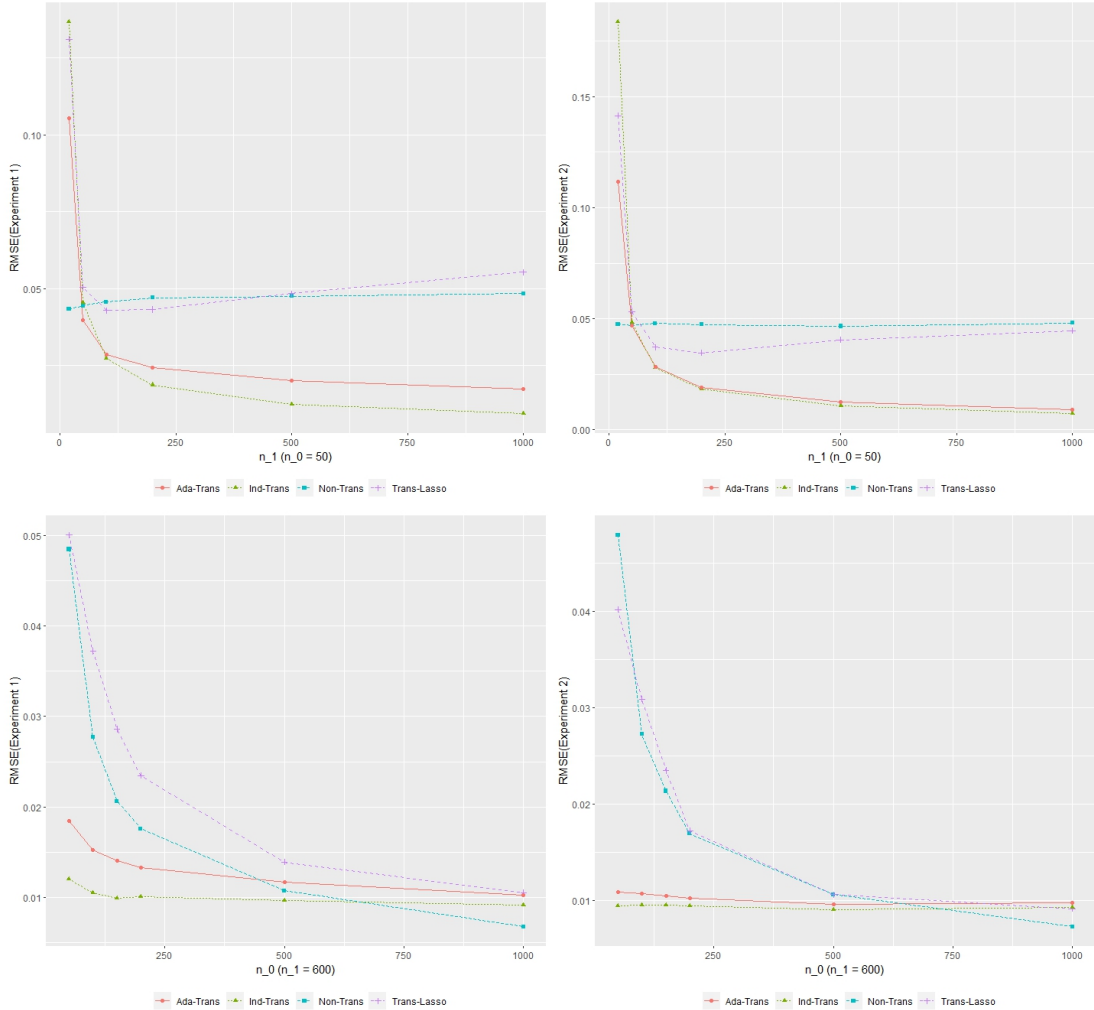 RMSE(Experiment 1)
0.10
0.05
0 250 500 750 1000
n_1 (n_0 = 50)
Ada-Trans Ind-Trans Non-Trans Trans-Lasso
RMSE(Experiment 2)
0.15
0.10
0.05
0.00
0 250 500 750 1000
n_1 (n_0 = 50)
Ada-Trans Ind-Trans Non-Trans Trans-Lasso
RMSE(Experiment 1)
0.05
0.04
0.03
0.02
0.01
250 500 750 1000
n_0 (n_1 = 600)
Ada-Trans Ind-Trans Non-Trans Trans-Lasso
RMSE(Experiment 2)
0.04
0.03
0.02
0.01
250 500 750 1000
n_0 (n_1 = 600)
Ada-Trans Ind-Trans Non-Trans Trans-Lasso